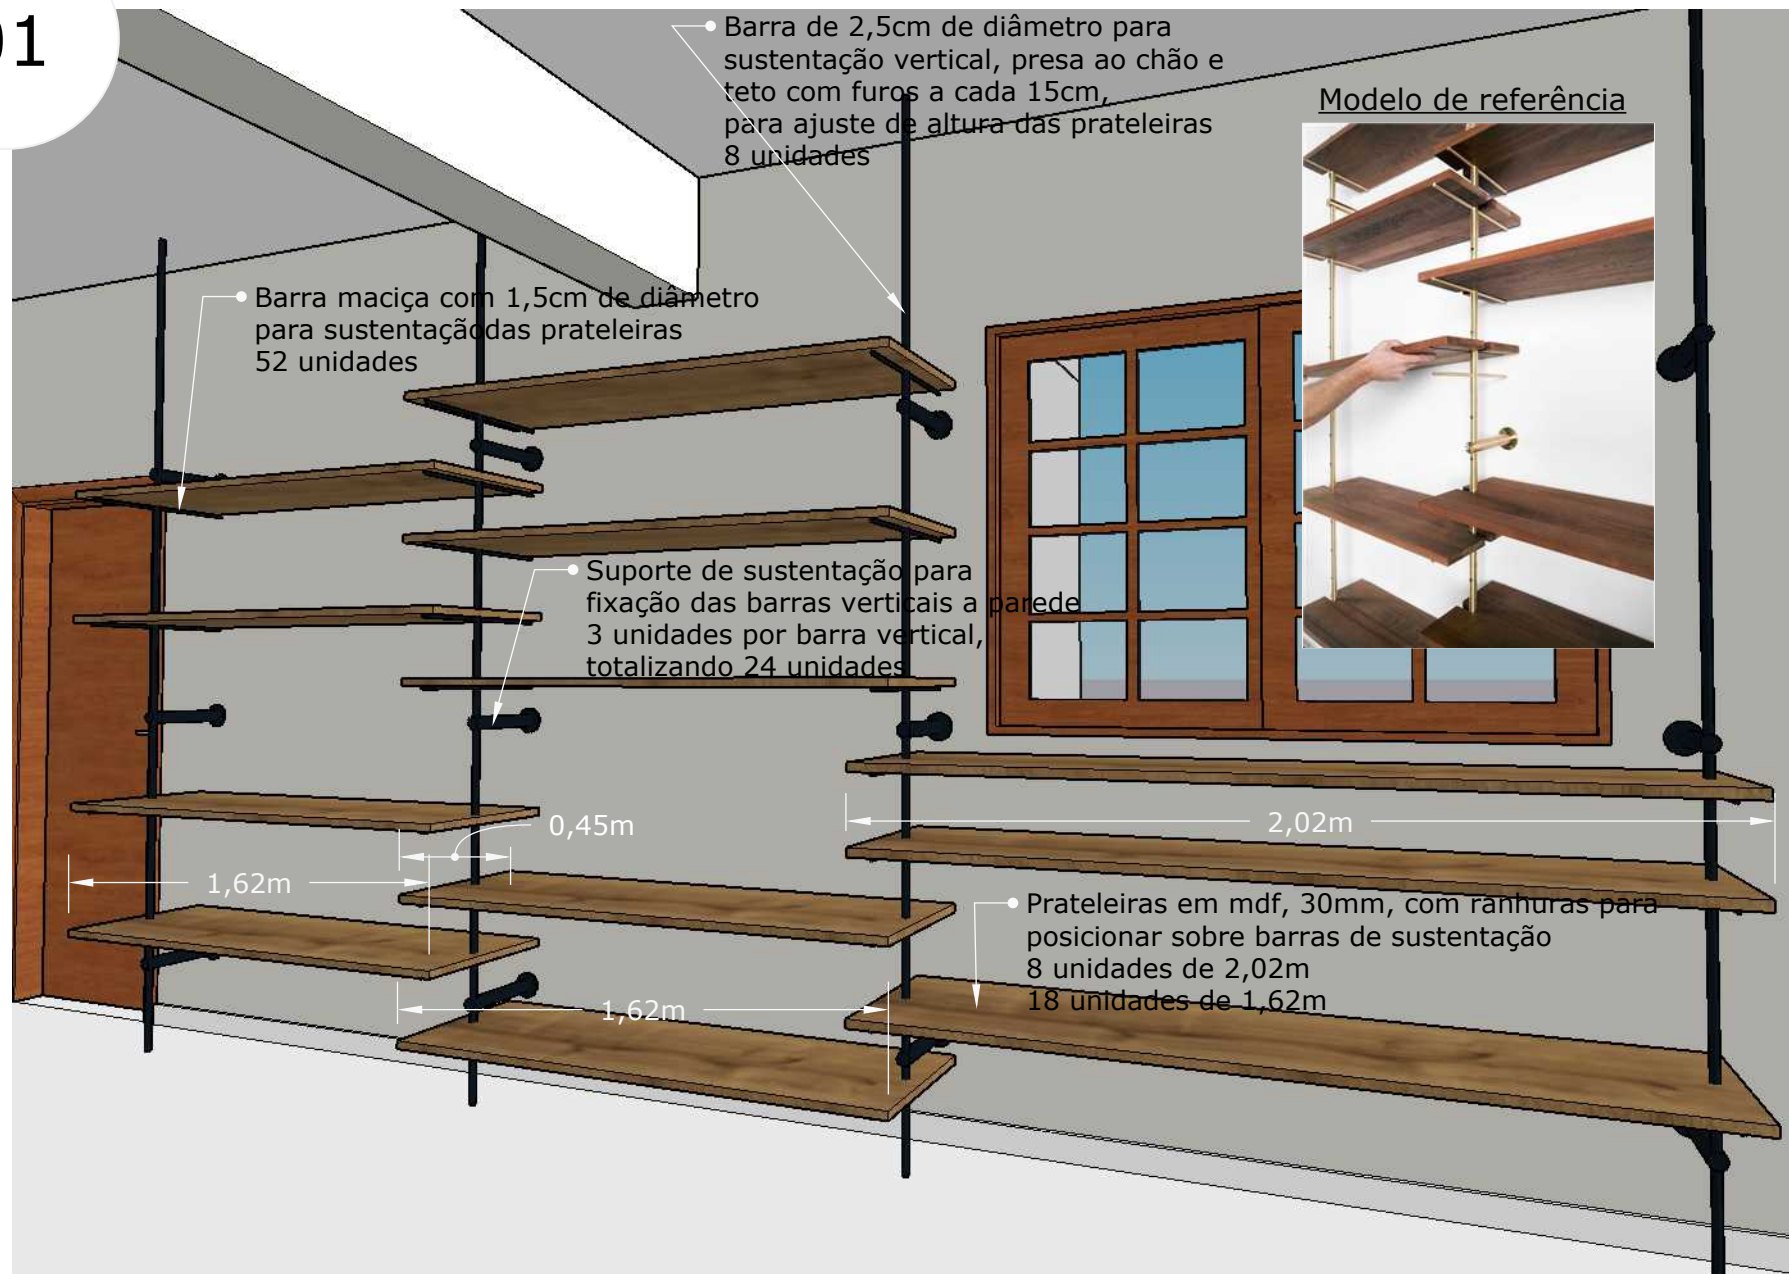 01
Barra de 2,5cm de diâmetro para
sustentação vertical, presa ao chão e
teto com furos a cada 15cm,
para ajuste de altura das prateleiras
8 unidades
Modelo de referência
Barra maciça com 1,5cm de diâmetro
para sustentaçãodas prateleiras
52 unidades
Suporte de sustentação para
fixação das barras verticais a parede
3 unidades por barra vertical,
totalizando 24 unidades
0,45m
2,02m
1,62m
Prateleiras em mdf, 30mm, com ranhuras para
posicionar sobre barras de sustentação
8 unidades de 2,02m
18 unidades de 1,62m
1,62m